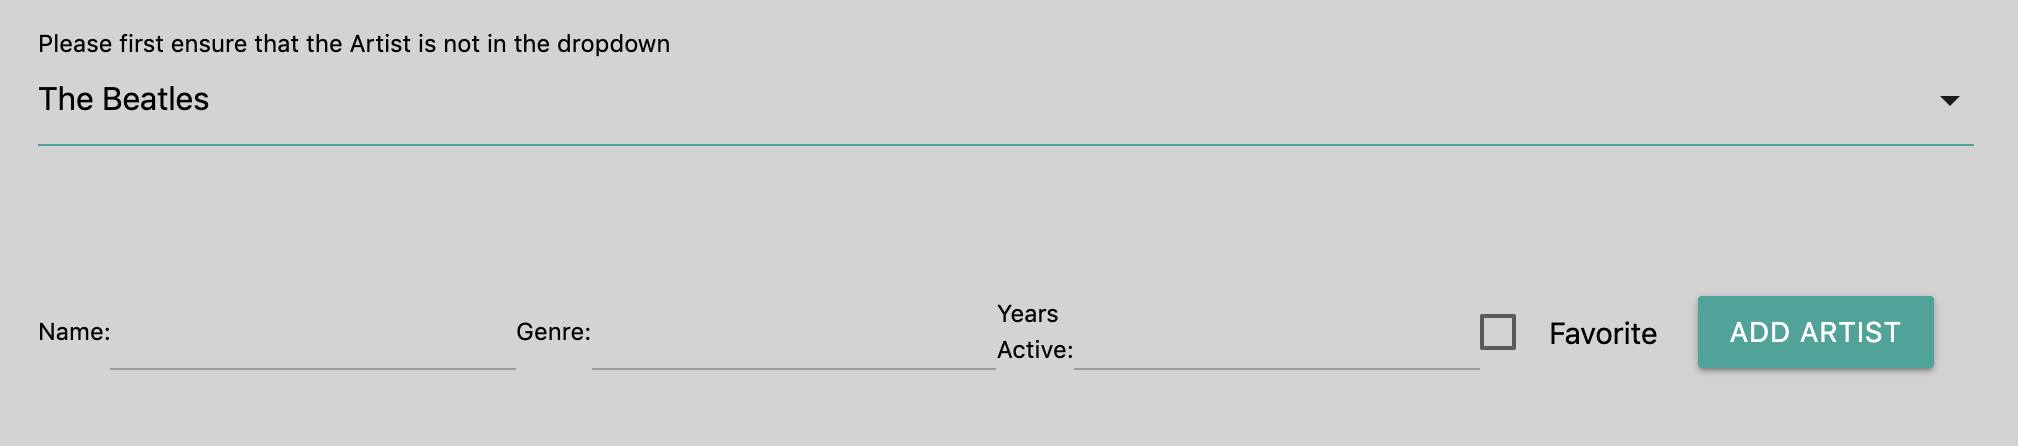 Please first ensure that the Artist is not in the dropdown
The Beatles
Name:
Genre:
Years
Active:
Favorite
ADD ARTIST